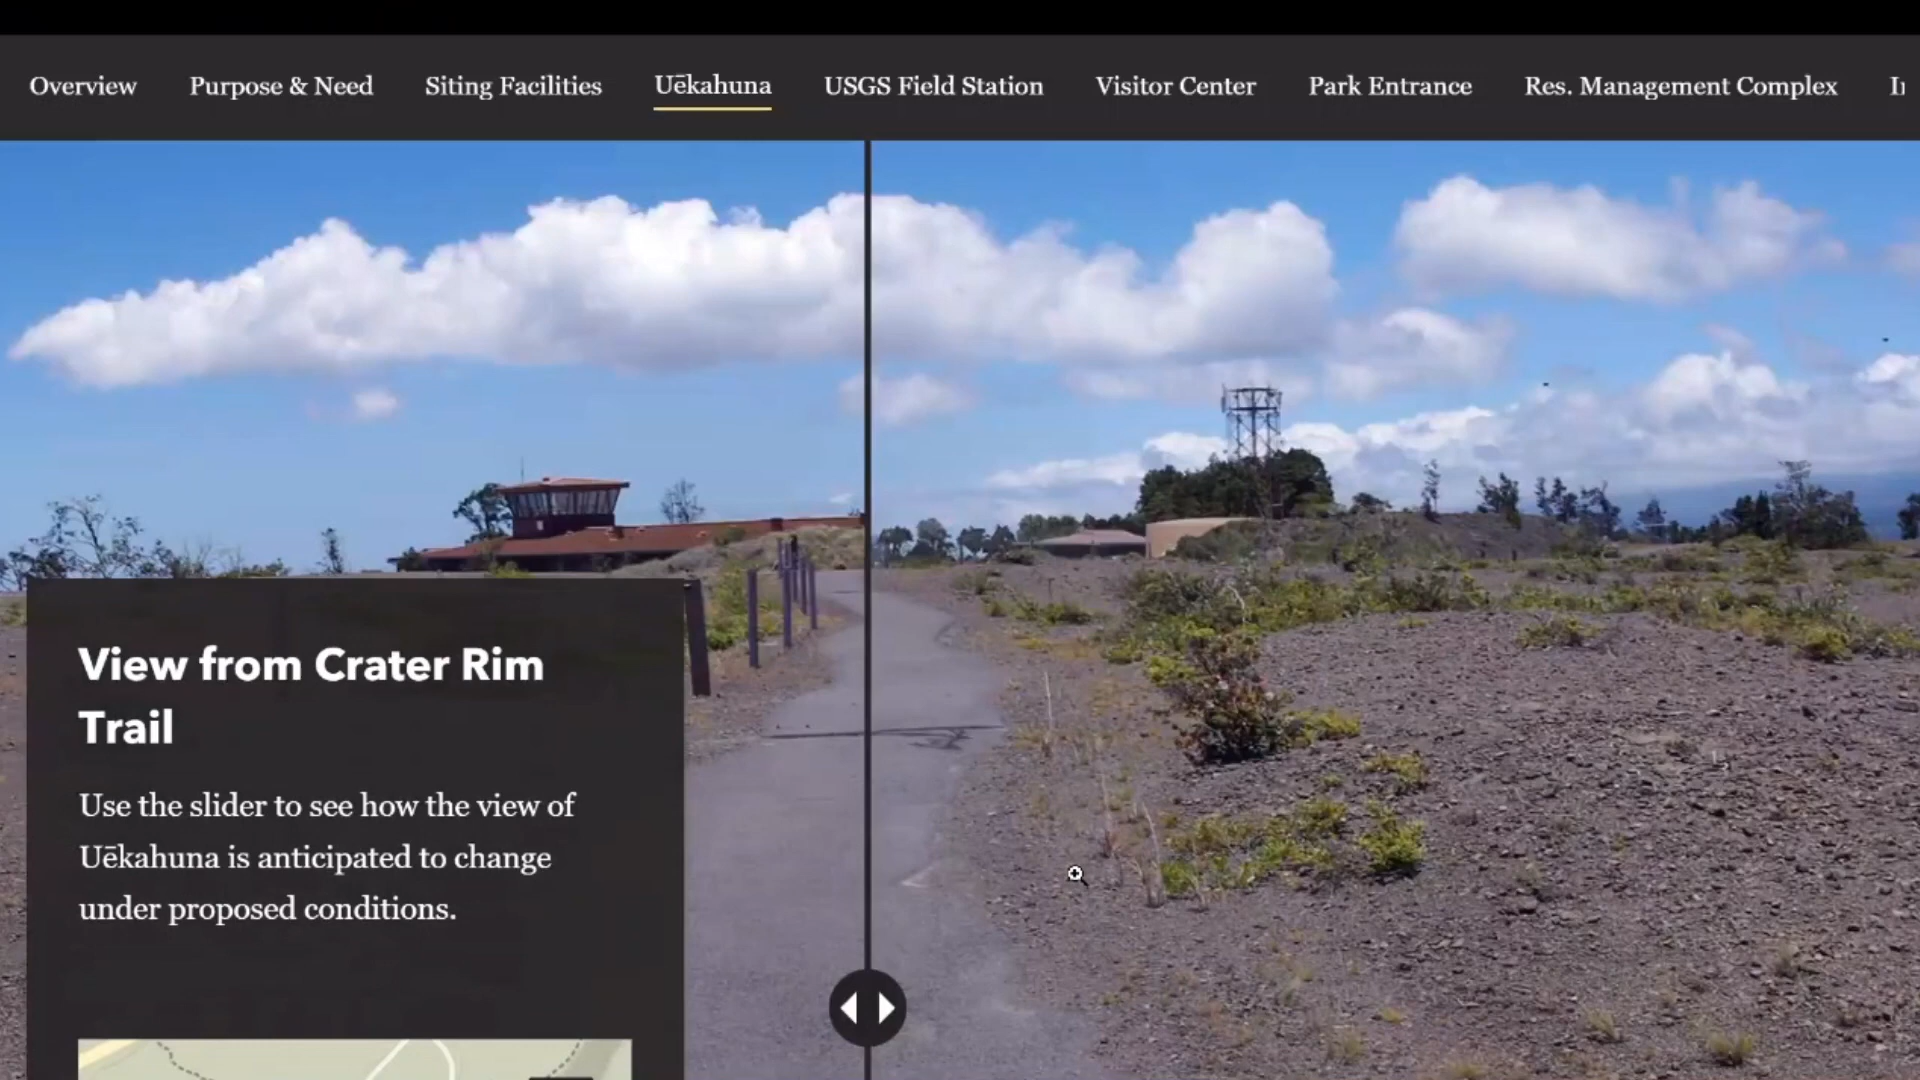 Overview Purpose & Need Siting Facilities Uēkahuna USGS Field Station Visitor Center Park Entrance Res. Management Complex
View from Crater Rim
Trail
Use the slider to see how the view of
Uēkahuna is anticipated to change
under proposed conditions.